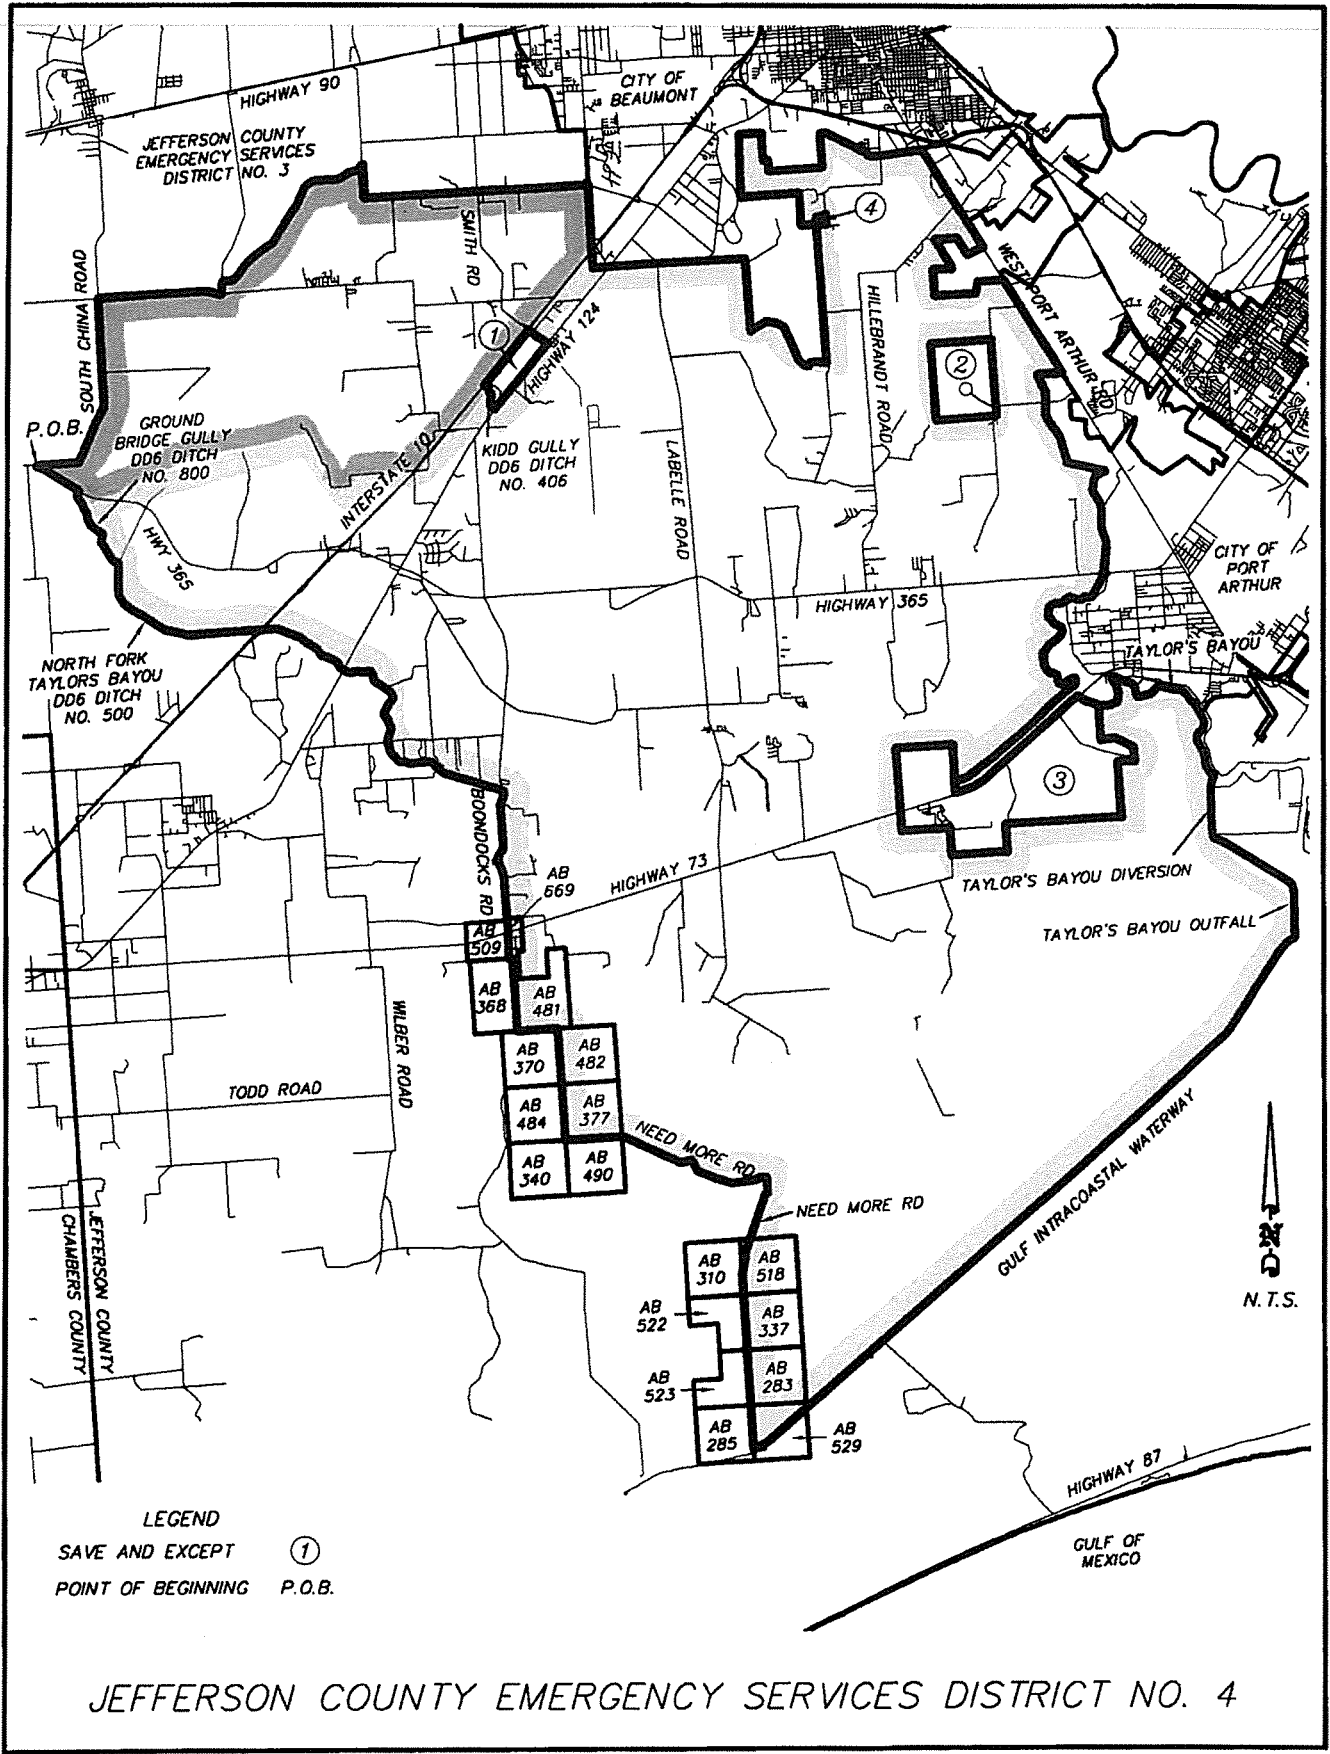 HIGHWAY 90
CITY OF
BEAUMONT
JEFFERSON COUNTY
EMERGENCY SERVICES
DISTRICT NO. 3
SOUTH CHINA ROAD
SMITH RD
4
WEST PORT ARTHUR RD
1
HIGHWAY 124
HILLEBRANDT ROAD
2
P.O.B.
GROUND
BRIDGE GULLY
DD6 DITCH
NO. 800
INTERSTATE 10
KIDD GULLY
DD6 DITCH
NO. 406
LABELLE ROAD
HWY 365
CITY OF
PORT
ARTHUR
HIGHWAY 365
TAYLOR'S BAYOU
NORTH FORK
TAYLORS BAYOU
DD6 DITCH
NO. 500
3
BOONDOCKS RD
HIGHWAY 73
AB
669
TAYLOR'S BAYOU DIVERSION
TAYLOR'S BAYOU OUTFALL
AB
509
AB
368
AB
481
WILBER ROAD
AB
370
AB
482
TODD ROAD
AB
484
AB
377
NEED MORE RD
AB
340
AB
490
NEED MORE RD
GULF INTRACOASTAL WATERWAY
JEFFERSON COUNTY
CHAMBERS COUNTY
AB
310
AB
518
N.T.S.
AB
522
AB
337
AB
523
AB
283
AB
285
AB
529
HIGHWAY 87
GULF OF
MEXICO
LEGEND
SAVE AND EXCEPT 1
POINT OF BEGINNING P.O.B.
JEFFERSON COUNTY EMERGENCY SERVICES DISTRICT NO. 4